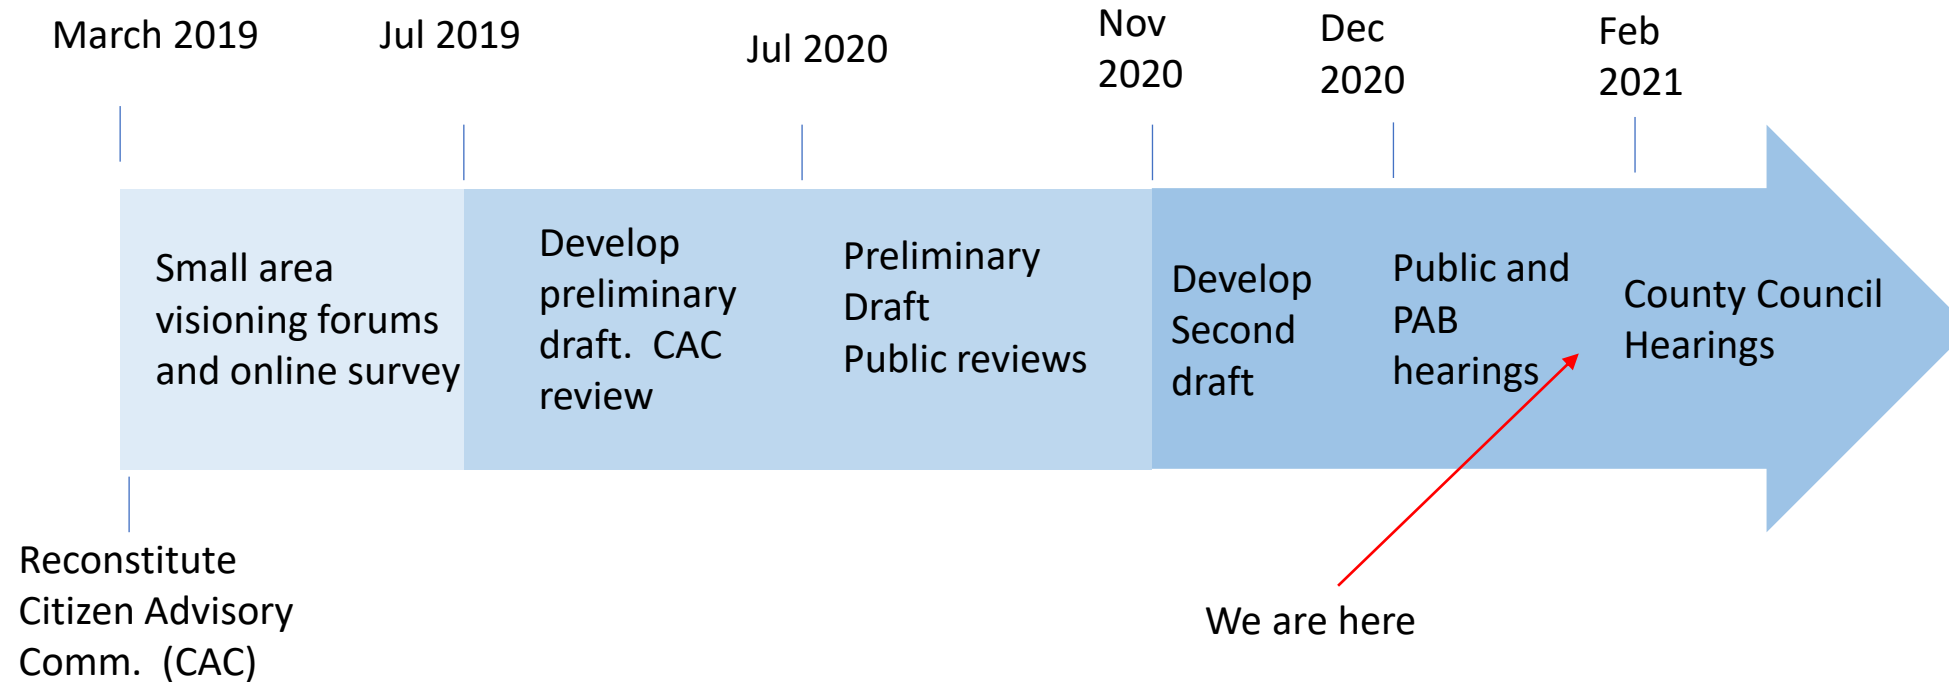 March 2019
Jul 2019
Jul 2020
Nov
2020
Dec
2020
Feb
2021
Small area
visioning forums
and online survey
Develop
preliminary
draft.  CAC
review
Preliminary
Draft
Public reviews
Develop
Second
draft
Public and
PAB
hearings
County Council
Hearings
Reconstitute
Citizen Advisory
Comm.  (CAC)
We are here